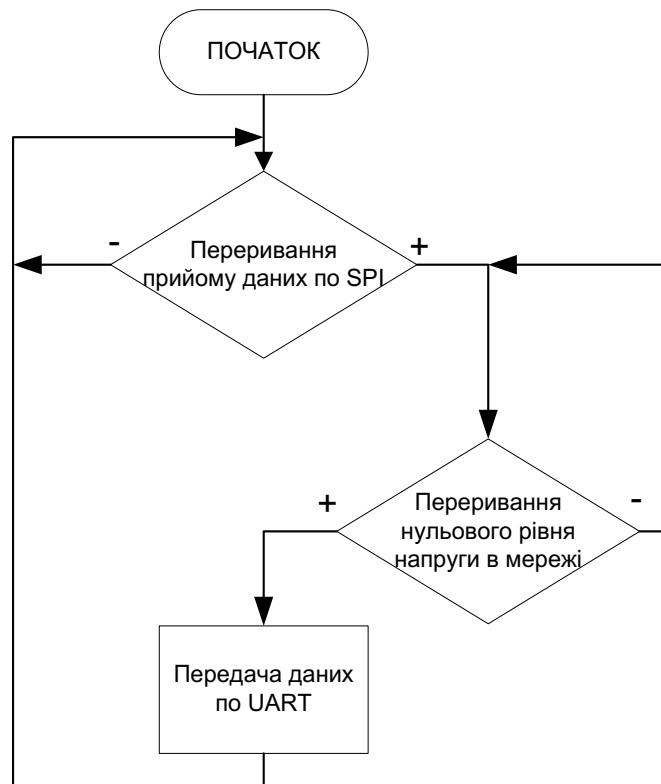 ПОЧАТОК
-
+
Переривання
прийому даних по SPI
+
-
Переривання
нульового рівня
напруги в мережі
Передача даних
по UART